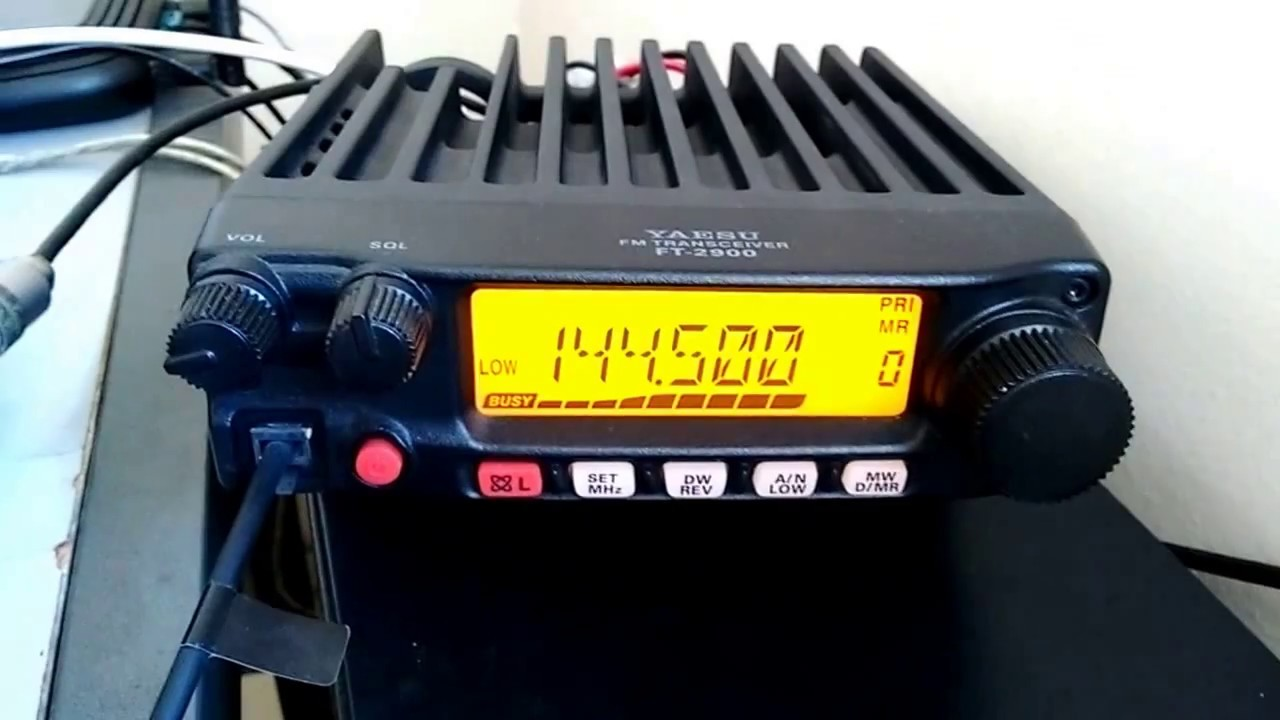 VOL
SQL
YAESU
FM TRANSCEIVER
FT-2900
PRI
MR
LOW
144.500
0
BUSY
L
SET
MHz
DW
REV
A/N
LOW
MW
D/MR